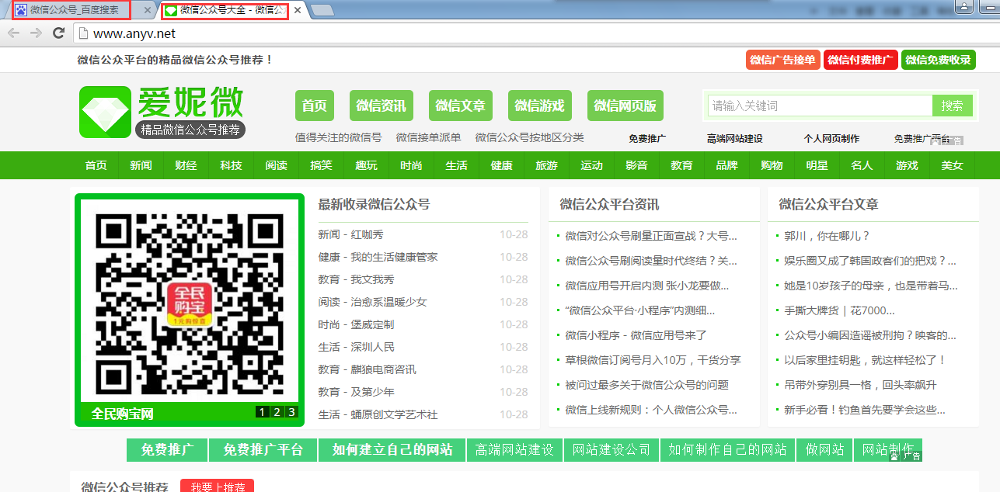 微信公众号_百度搜索
微信公众号大全 - 微信公
www.anyv.net
微信公众平台的精品微信公众号推荐！
微信广告接单 微信付费推广 微信免费收录
爱妮微
精品微信公众号推荐
首页 微信资讯 微信文章 微信游戏 微信网页版
请输入关键词 搜索
值得关注的微信号 微信接单派单 微信公众号按地区分类
免费推广 高端网站建设 个人网页制作 免费推广平台 广告
首页 新闻 财经 科技 阅读 搞笑 趣玩 时尚 生活 健康 旅游 运动 影音 教育 品牌 购物 明星 名人 游戏 美女
全民
购宝
1元购惊喜
全民购宝网
1 2 3
最新收录微信公众号
新闻 - 红咖秀 10-28
健康 - 我的生活健康管家 10-28
教育 - 我文我秀 10-28
阅读 - 治愈系温暖少女 10-28
时尚 - 堡威定制 10-28
生活 - 深圳人民 10-28
教育 - 麒狼电商咨讯 10-28
教育 - 及第少年 10-28
生活 - 蛹原创文学艺术社 10-28
微信公众平台资讯
微信对公众号刷量正面宣战？大号...
微信公众号刷阅读量时代终结？关...
微信应用号开启内测 张小龙要做...
“微信公众平台·小程序”内测细...
微信小程序 - 微信应用号来了
草根微信订阅号月入10万，干货分享
被问过最多关于微信公众号的问题
微信上线新规则：个人微信公众号...
微信公众平台文章
郭川，你在哪儿？
娱乐圈又成了韩国政客们的把戏？...
她是10岁孩子的母亲，也是带着马...
手撕大牌货 | 花7000...
公众号小编因造谣被刑拘？映客的...
以后家里挂钥匙，就这样轻松了！
吊带外穿别具一格，回头率飙升
新手必看！钓鱼首先要学会这些...
免费推广 免费推广平台 如何建立自己的网站 高端网站建设 网站建设公司 如何制作自己的网站 做网站 网站制作 广告
微信公众号推荐 我要上推荐